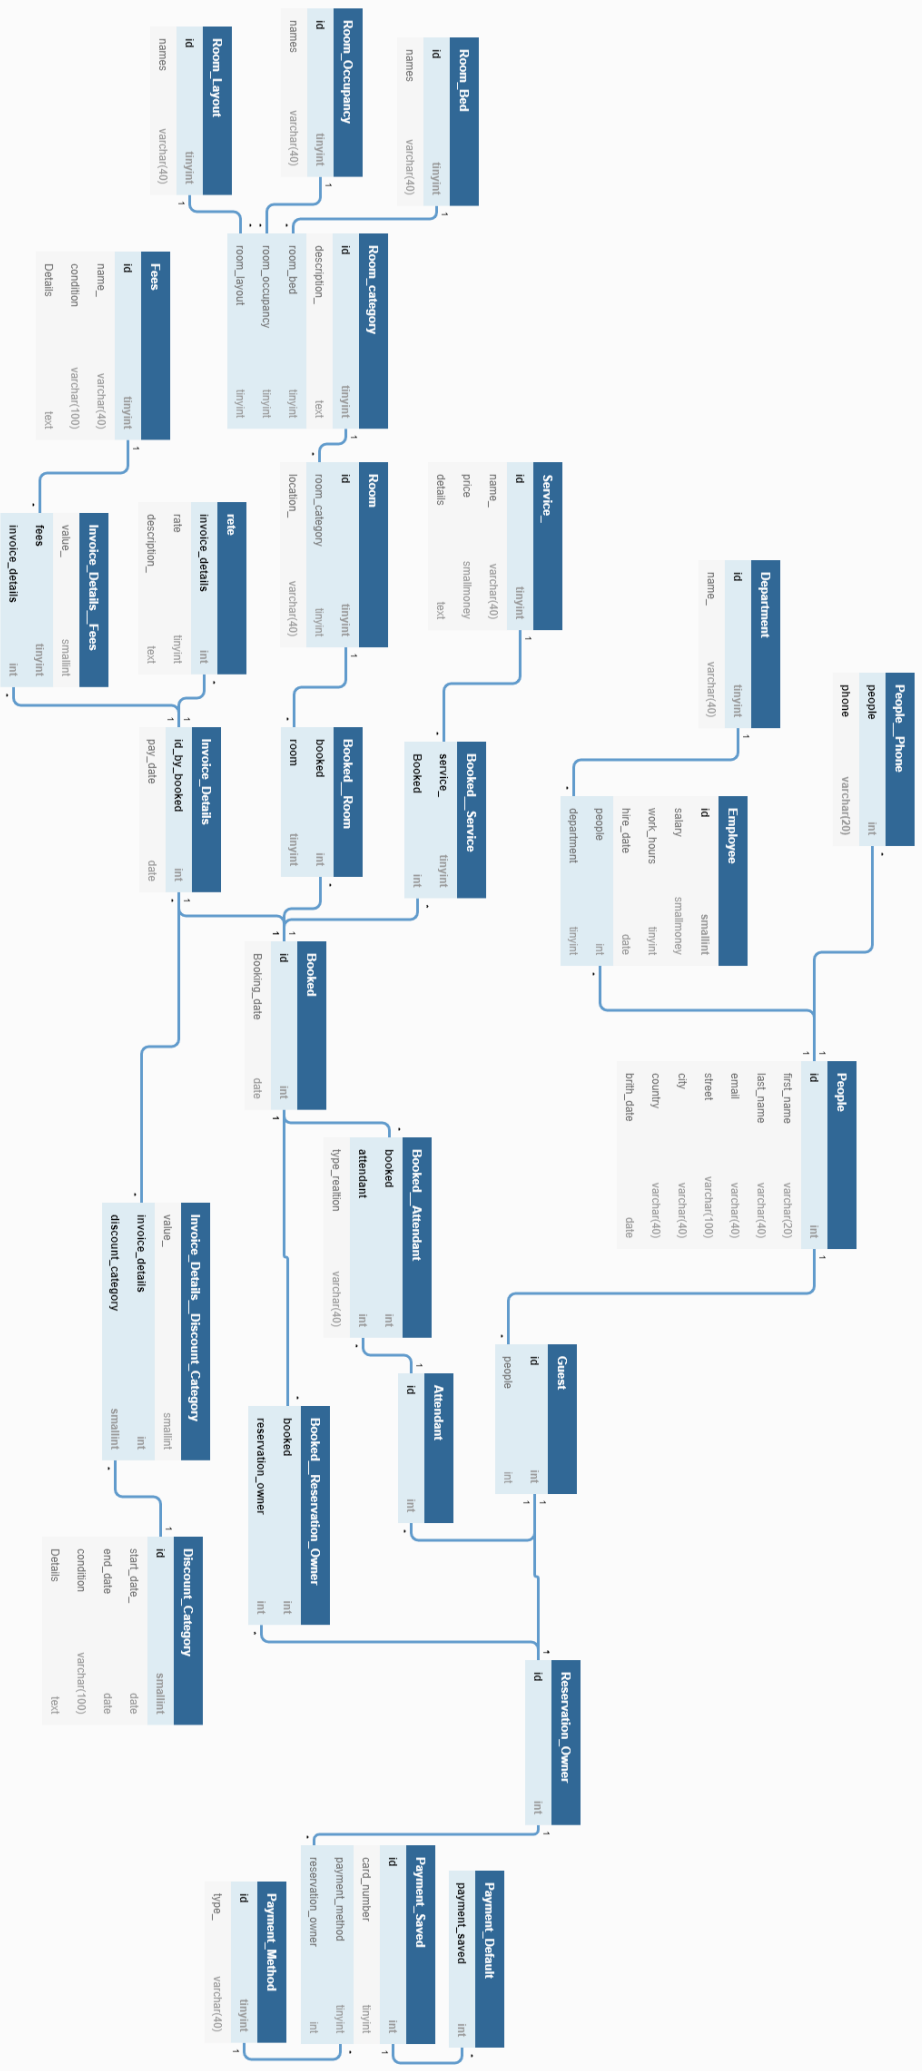 People__Phone
people int
phone varchar(20)
People
id int
first_name varchar(20)
last_name varchar(40)
email varchar(40)
street varchar(100)
city varchar(40)
country varchar(40)
brith_date date
Department
id tinyint
name_ varchar(40)
Employee
id smallint
salary smallmoney
work_hours tinyint
hire_date date
people int
department tinyint
Guest
id int
people int
Reservation_Owner
id int
Service_
id tinyint
name_ varchar(40)
price smallmoney
details text
Payment_Default
payment_saved int
Booked__Service
service_ tinyint
Booked int
Room_Bed
id tinyint
names varchar(40)
Attendant
id int
Booked__Attendant
booked int
attendant int
type_realtion varchar(40)
Payment_Saved
id int
card_number tinyint
payment_method tinyint
reservation_owner int
Room_category
id tinyint
description_ text
room_bed tinyint
room_occupancy tinyint
room_layout tinyint
Room
id tinyint
room_category tinyint
location_ varchar(40)
Room_Occupancy
id tinyint
names varchar(40)
Booked__Room
booked int
room tinyint
Booked
id int
Booking_date date
Booked__Reservation_Owner
booked int
reservation_owner int
Payment_Method
id tinyint
type_ varchar(40)
Room_Layout
id tinyint
names varchar(40)
rete
invoice_details int
rate tinyint
description_ text
Invoice_Details
id_by_booked int
pay_date date
Invoice_Details__Discount_Category
value_ smallint
invoice_details int
discount_category smallint
Discount_Category
id smallint
start_date_ date
end_date date
condition varchar(100)
Details text
Fees
id tinyint
name_ varchar(40)
condition varchar(100)
Details text
Invoice_Details__Fees
value_ smallint
fees tinyint
invoice_details int